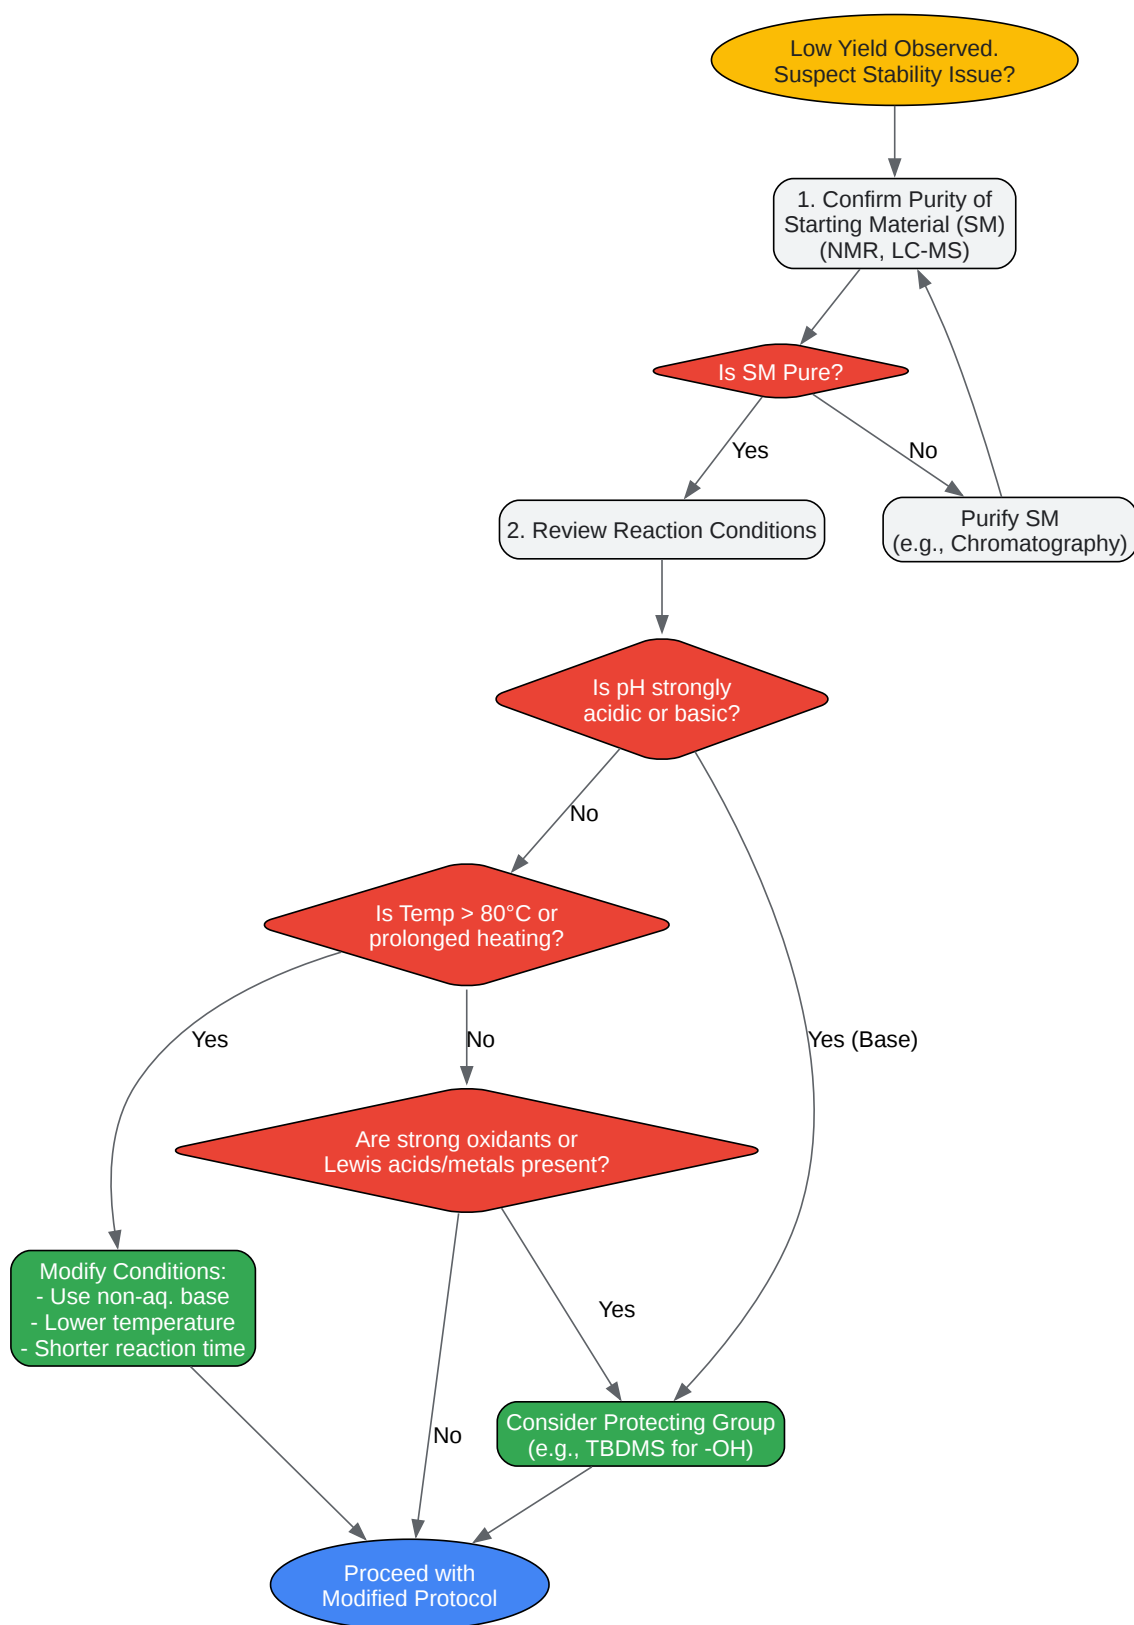 Low Yield Observed.
Suspect Stability Issue?
1. Confirm Purity of
Starting Material (SM)
(NMR, LC-MS)
Is SM Pure?
Yes
No
2. Review Reaction Conditions
Purify SM
(e.g., Chromatography)
Is pH strongly
acidic or basic?
No
Is Temp > 80°C or
prolonged heating?
Yes
No
Yes (Base)
Are strong oxidants or
Lewis acids/metals present?
Modify Conditions:
- Use non-aq. base
- Lower temperature
- Shorter reaction time
Yes
No
Consider Protecting Group
(e.g., TBDMS for -OH)
Proceed with
Modified Protocol